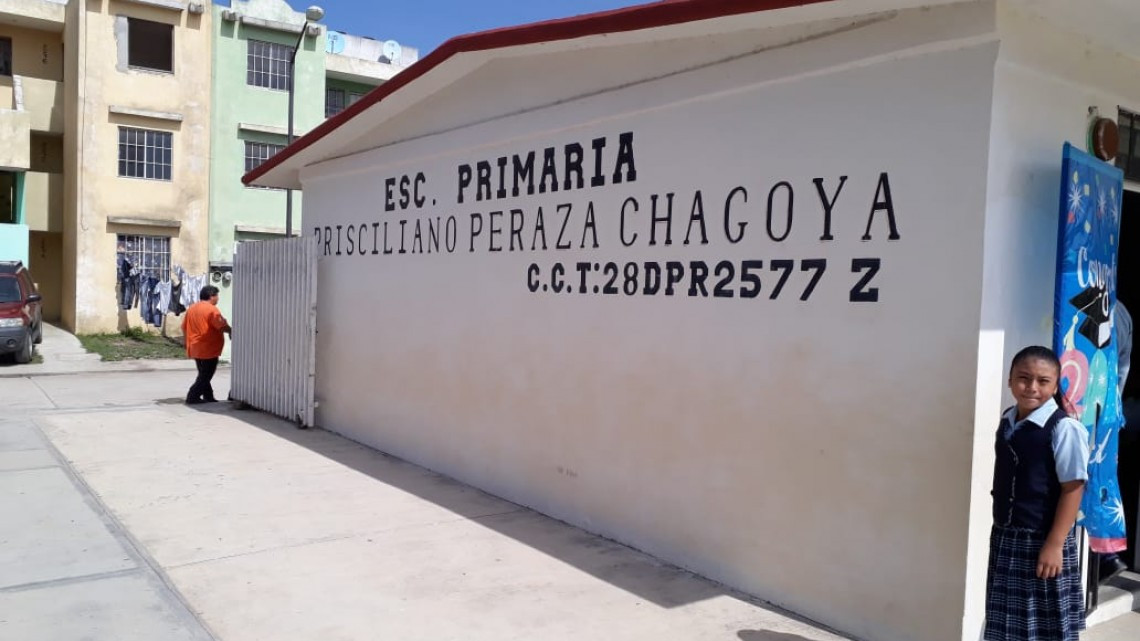 ESC. PRIMARIA
PRISCILIANO PERAZA CHAGOYA
C.C.T:28DPR2577 Z